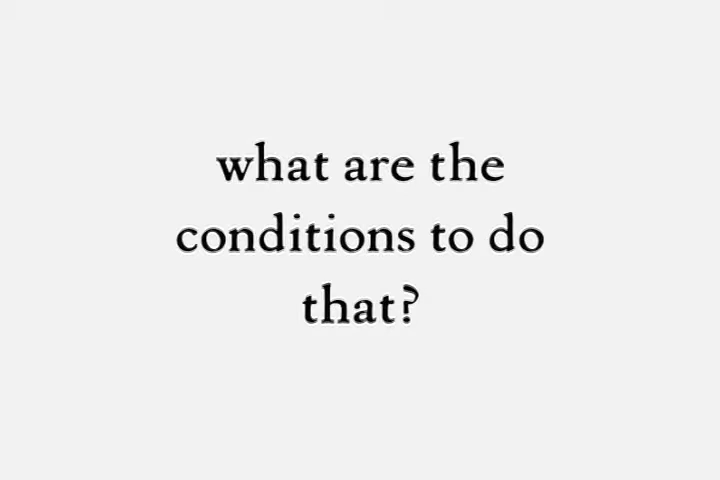 what are the
conditions to do
that?